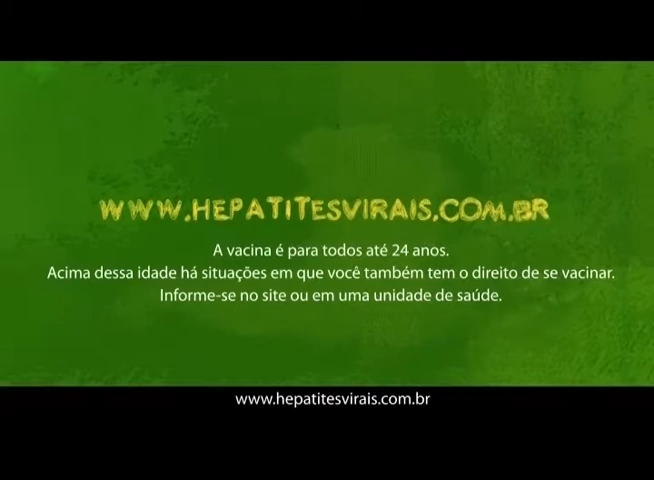 WWW.HEPATITESVIRAIS.COM.BR
A vacina é para todos até 24 anos.
Acima dessa idade há situações em que você também tem o direito de se vacinar.
Informe-se no site ou em uma unidade de saúde.
www.hepatitesvirais.com.br